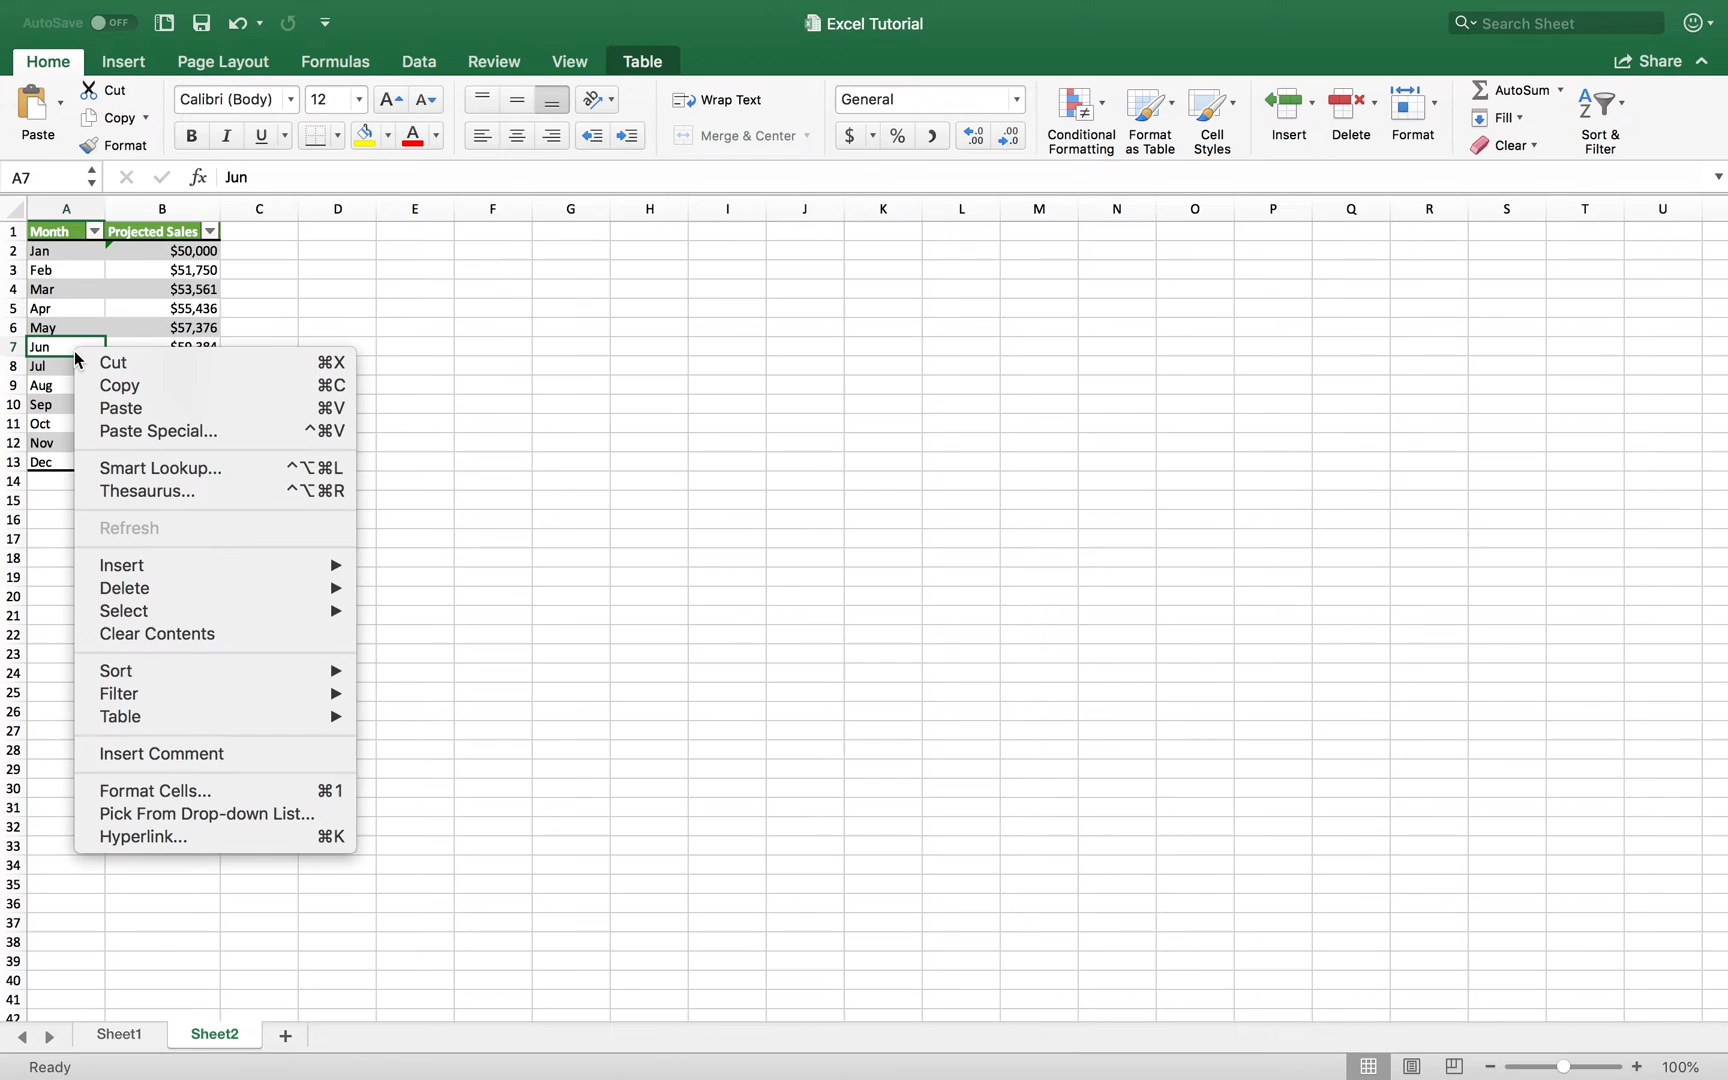 AutoSave OFF
Excel Tutorial
Search Sheet
Home Insert Page Layout Formulas Data Review View Table
Share
Paste
Cut
Copy
Format
Calibri (Body) 12
A A
B I U A
Wrap Text
Merge & Center
General
$ % )
Conditional Formatting
Format as Table
Cell Styles
Insert
Delete
Format
AutoSum
Fill
Clear
Sort & Filter
A7 fx Jun
A B C D E F G H I J K L M N O P Q R S T U
1 Month Projected Sales
2 Jan $50,000
3 Feb $51,750
4 Mar $53,561
5 Apr $55,436
6 May $57,376
7 Jun $59,384
8 Jul
9 Aug
10 Sep
11 Oct
12 Nov
13 Dec
14
15
16
17
18
19
20
21
22
23
24
25
26
27
28
29
30
31
32
33
34
35
36
37
38
39
40
41
42
Cut ⌘X
Copy ⌘C
Paste ⌘V
Paste Special... ^⌘V
Smart Lookup... ^⌥⌘L
Thesaurus... ^⌥⌘R
Refresh
Insert
Delete
Select
Clear Contents
Sort
Filter
Table
Insert Comment
Format Cells... ⌘1
Pick From Drop-down List...
Hyperlink... ⌘K
Sheet1 Sheet2 +
Ready
100%